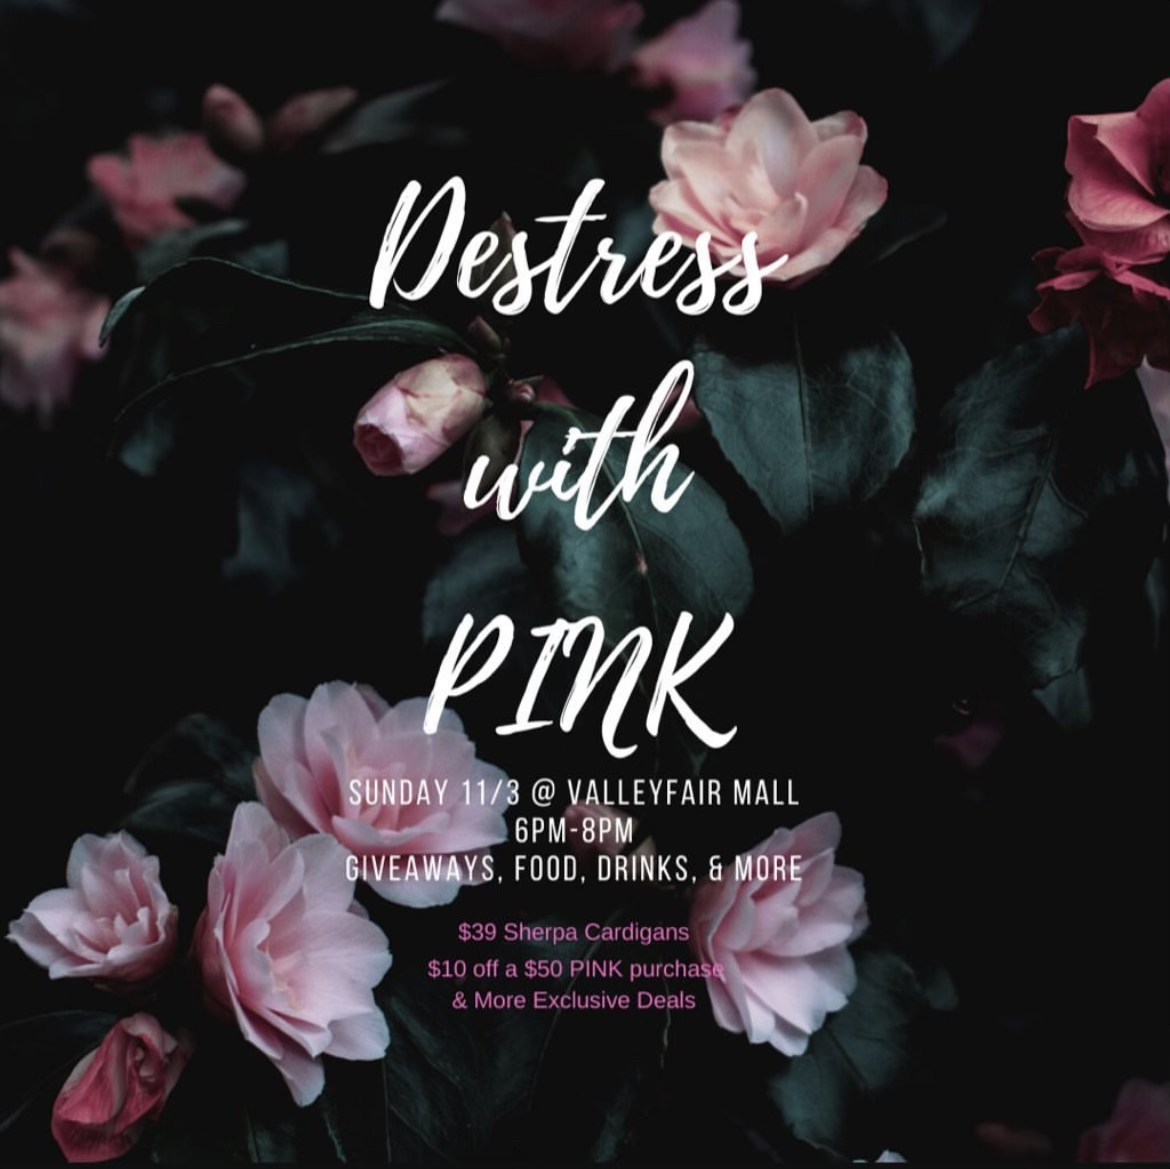 Destress
with
PINK
SUNDAY 11/3 @ VALLEYFAIR MALL
6PM-8PM
GIVEAWAYS, FOOD, DRINKS, & MORE
$39 Sherpa Cardigans
$10 off a $50 PINK purchase
& More Exclusive Deals